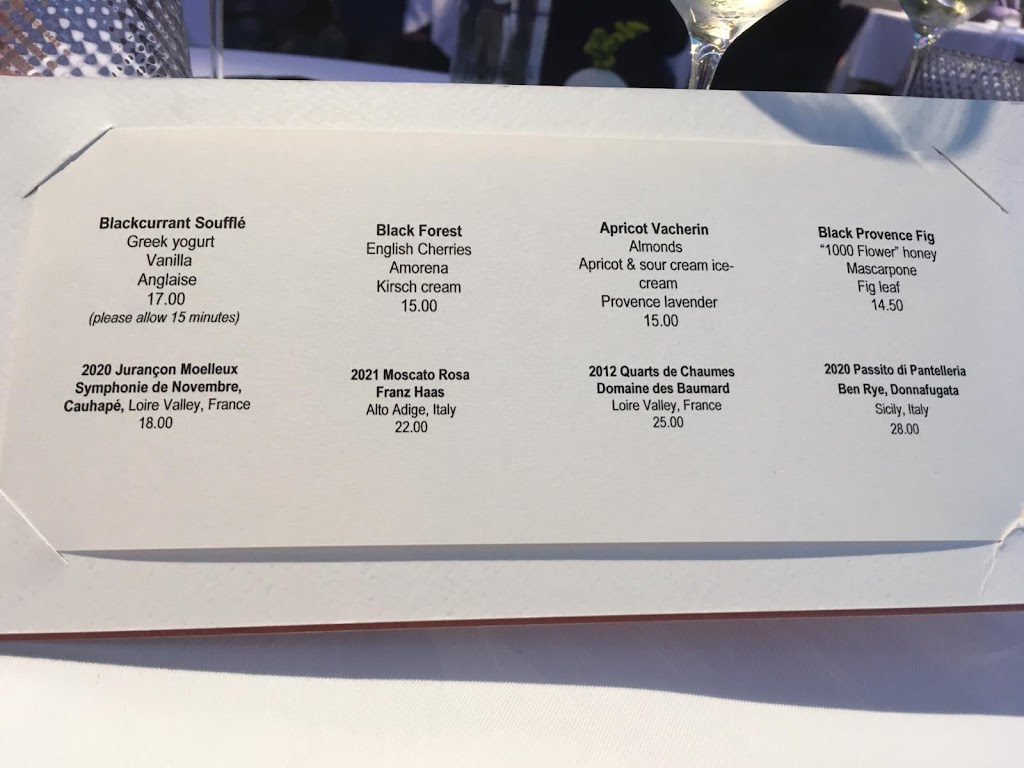 Blackcurrant Soufflé
Greek yogurt
Vanilla
Anglaise
17.00
(please allow 15 minutes)
Black Forest
English Cherries
Amorena
Kirsch cream
15.00
Apricot Vacherin
Almonds
Apricot & sour cream ice-
cream
Provence lavender
15.00
Black Provence Fig
“1000 Flower” honey
Mascarpone
Fig leaf
14.50
2020 Jurançon Moelleux
Symphonie de Novembre,
Cauhapé, Loire Valley, France
18.00
2021 Moscato Rosa
Franz Haas
Alto Adige, Italy
22.00
2012 Quarts de Chaumes
Domaine des Baumard
Loire Valley, France
25.00
2020 Passito di Pantelleria
Ben Rye, Donnafugata
Sicily, Italy
28.00